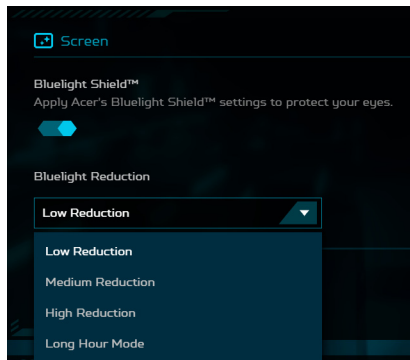 Screen
Bluelight Shield™
Apply Acer's Bluelight Shield™ settings to protect your eyes.
Bluelight Reduction
Low Reduction
Low Reduction
Medium Reduction
High Reduction
Long Hour Mode